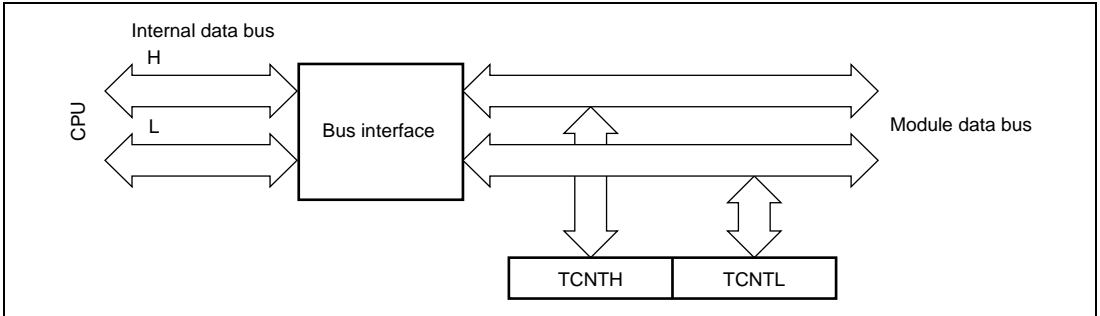 Internal data bus
H
CPU
L
Bus interface
Module data bus
TCNTH
TCNTL